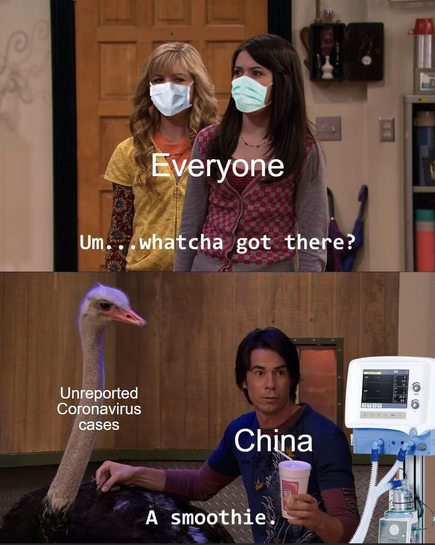 Everyone
Um...whatcha got there?
Unreported
Coronavirus
cases
China
A smoothie.